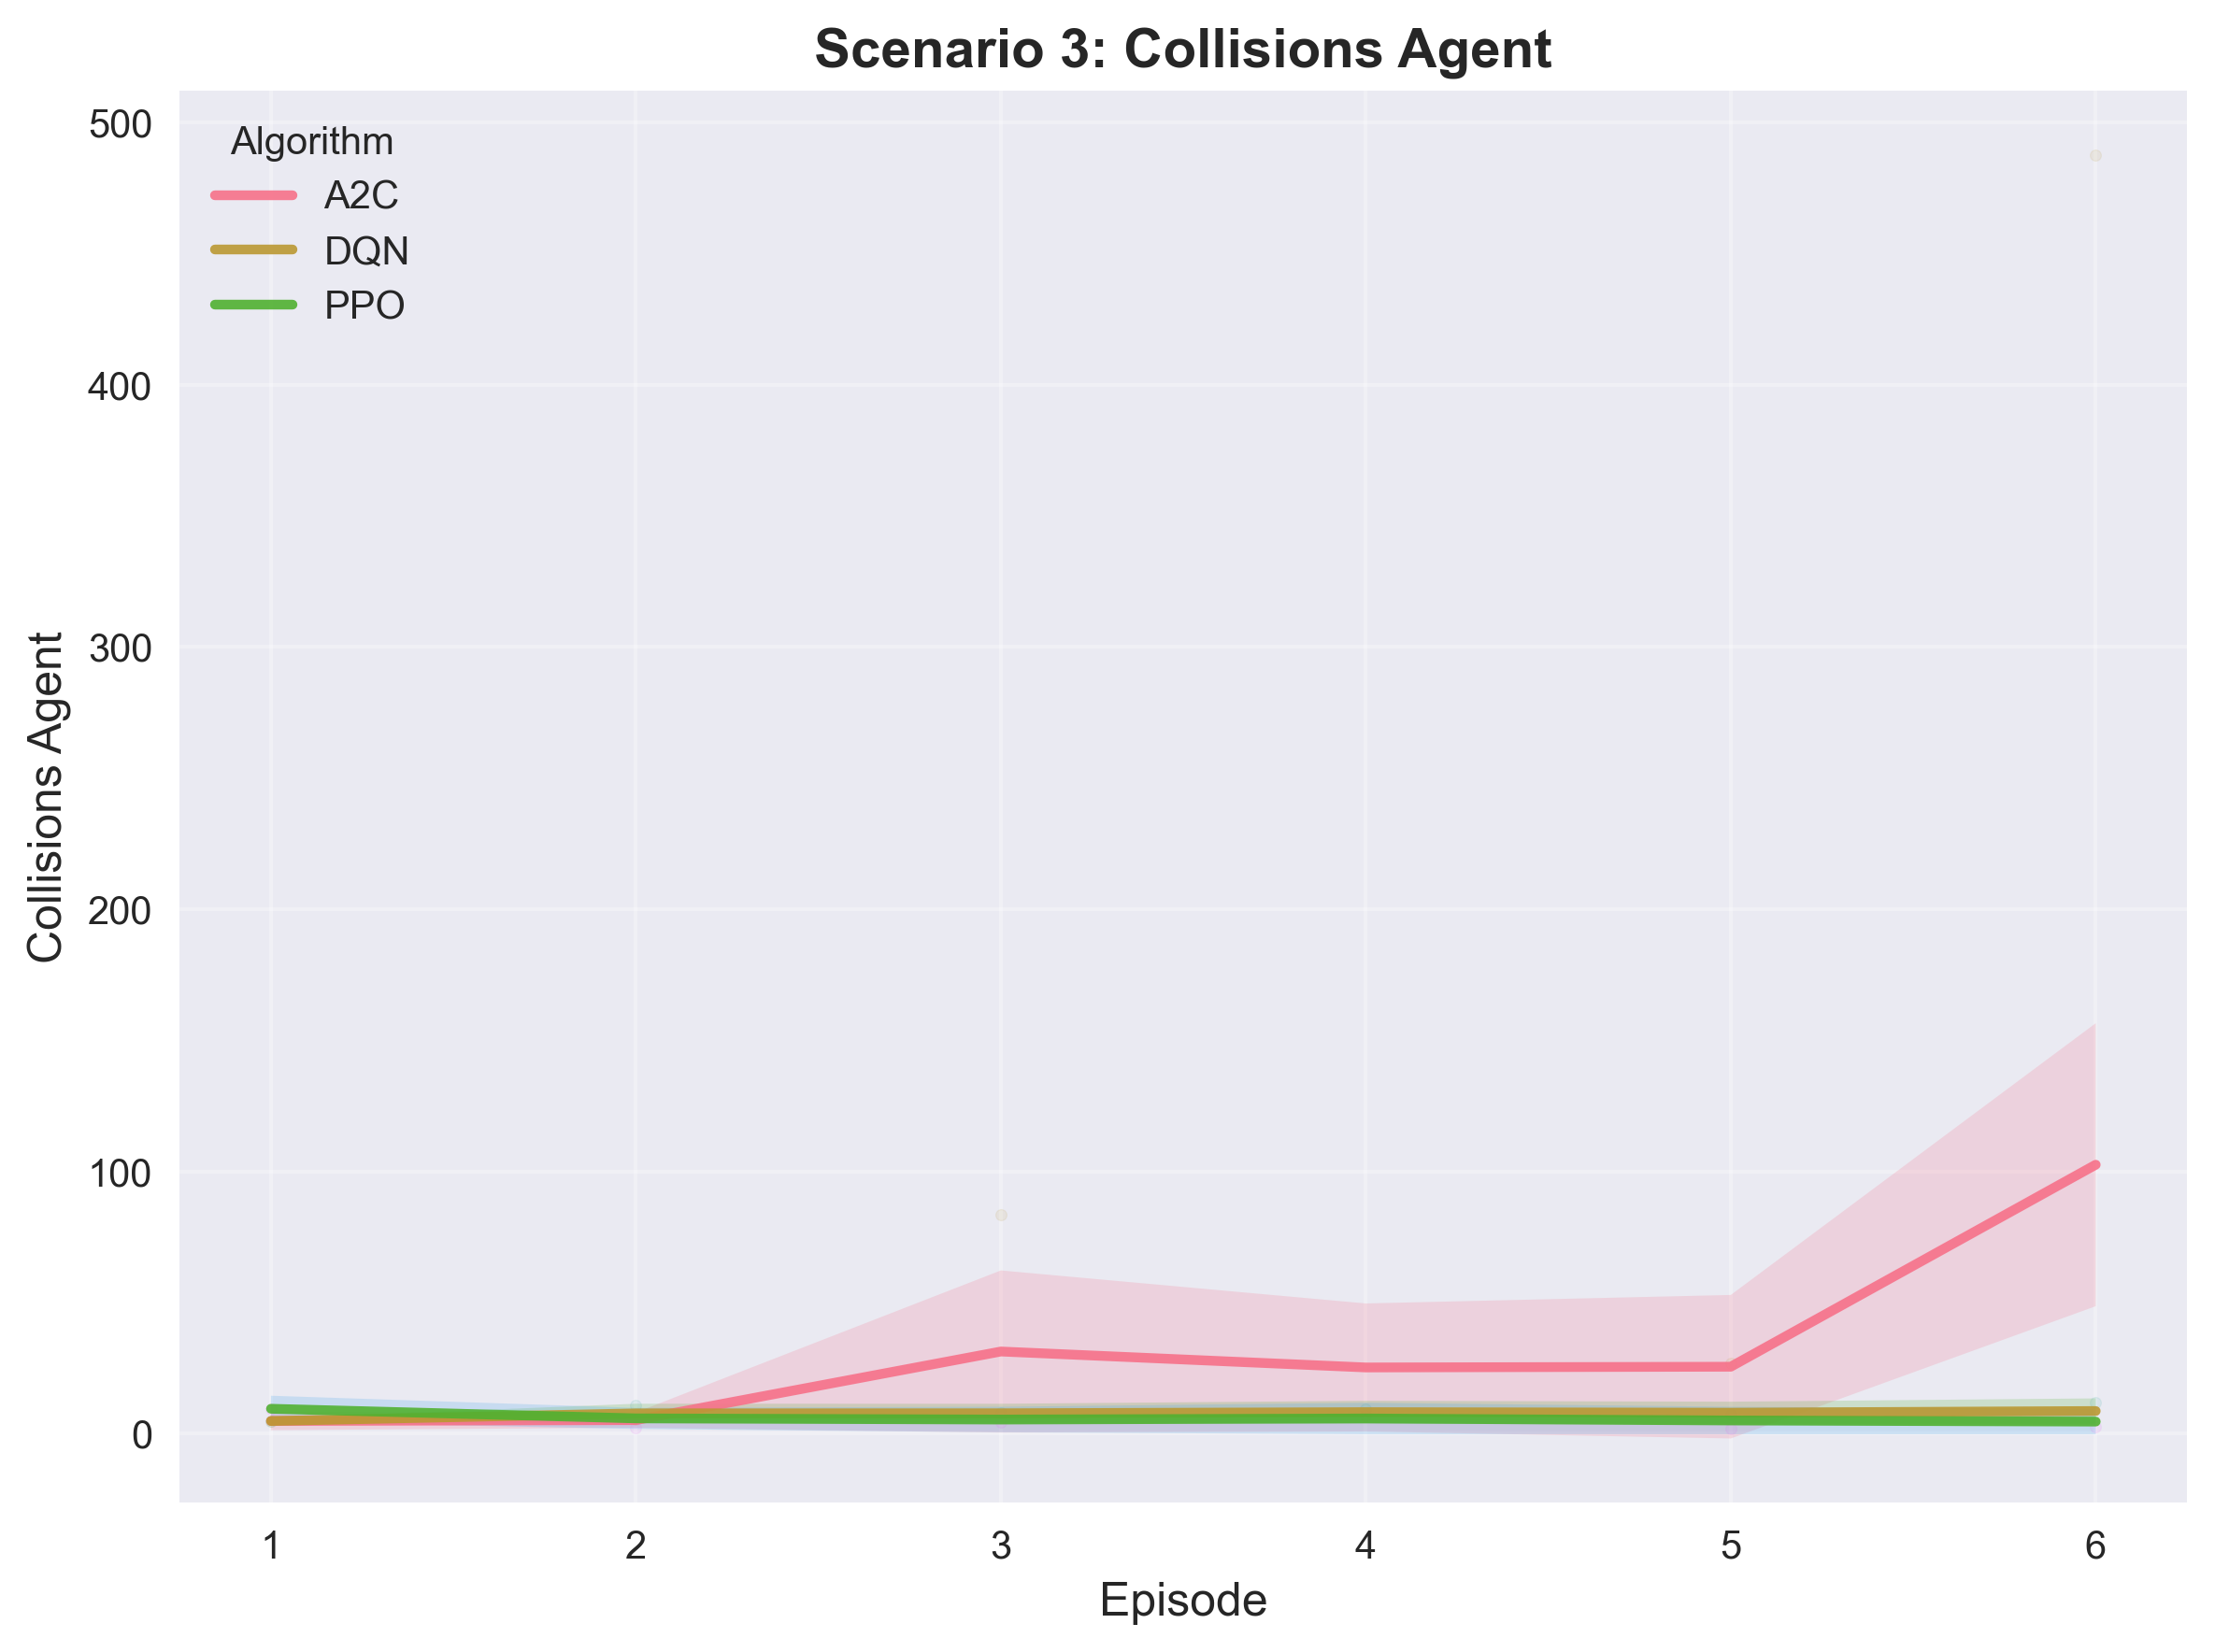 Scenario 3: Collisions Agent
500
400
300
200
100
0
Collisions Agent
Algorithm
A2C
DQN
PPO
1
2
3
4
5
6
Episode